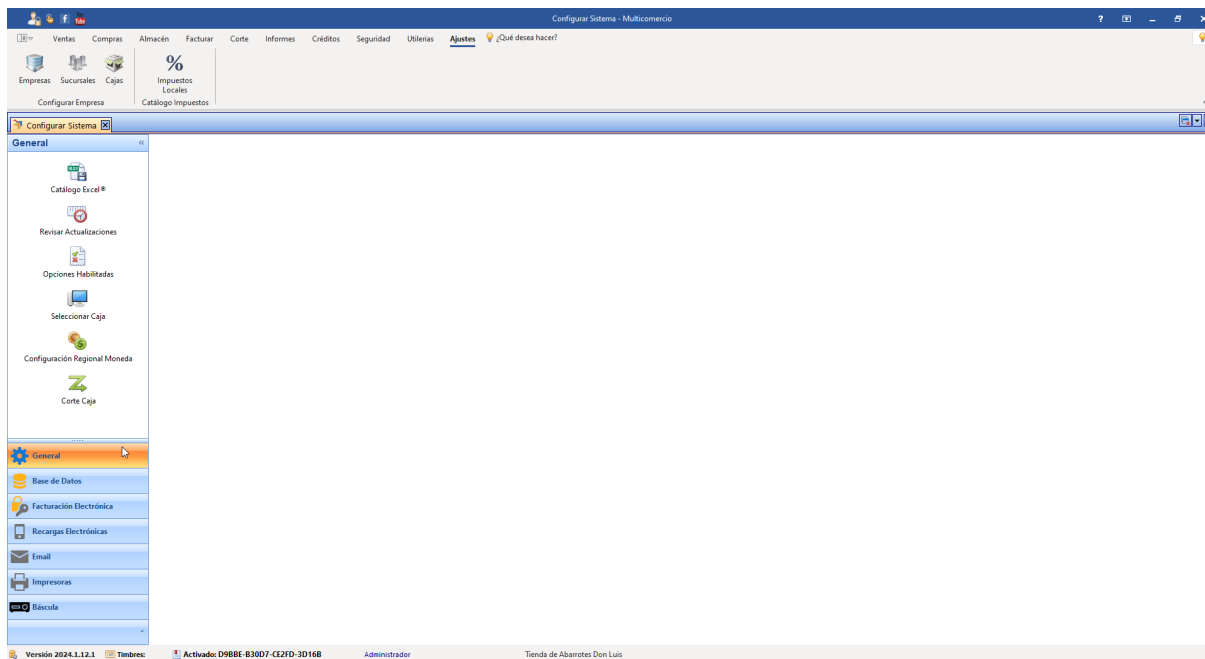 Configurar Sistema - Multicomercio
Ventas Compras Almacén Facturar Corte Informes Créditos Seguridad Utilerias Ajustes ¿Qué desea hacer?
Empresas Sucursales Cajas
Impuestos
Locales
Configurar Empresa
Catálogo Impuestos
Configurar Sistema
General
Catálogo Excel®
Revisar Actualizaciones
Opciones Habilitadas
Seleccionar Caja
Configuración Regional Moneda
Corte Caja
General
Base de Datos
Facturación Electrónica
Recargas Electrónicas
Email
Impresoras
Báscula
Versión 2024.1.12.1 Timbres: Activado: D9BBE-B30D7-CE2FD-3D16B Administrador Tienda de Abarrotes Don Luis